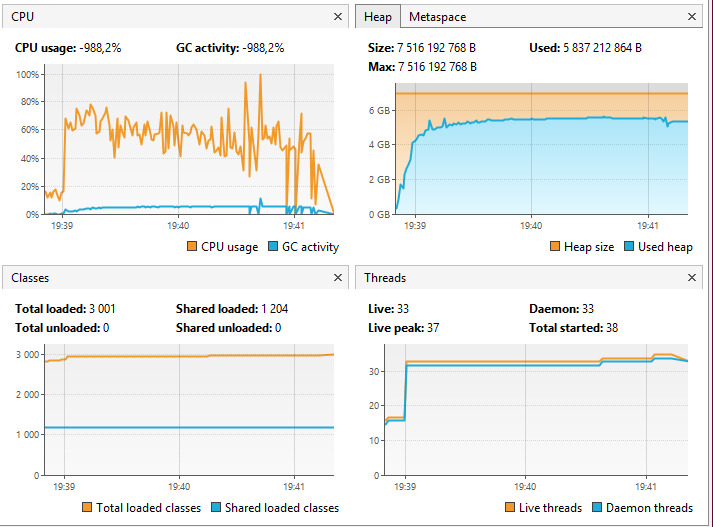 CPU
CPU usage: -988,2% GC activity: -988,2%
100%
80%
60%
40%
20%
0%
19:39 19:40 19:41
CPU usage GC activity
Heap Metaspace
Size: 7 516 192 768 B Used: 5 837 212 864 B
Max: 7 516 192 768 B
6 GB
4 GB
2 GB
0 GB
19:39 19:40 19:41
Heap size Used heap
Classes
Total loaded: 3 001 Shared loaded: 1 204
Total unloaded: 0 Shared unloaded: 0
3 000
2 000
1 000
0
19:39 19:40 19:41
Total loaded classes Shared loaded classes
Threads
Live: 33 Daemon: 33
Live peak: 37 Total started: 38
30
20
10
0
19:39 19:40 19:41
Live threads Daemon threads